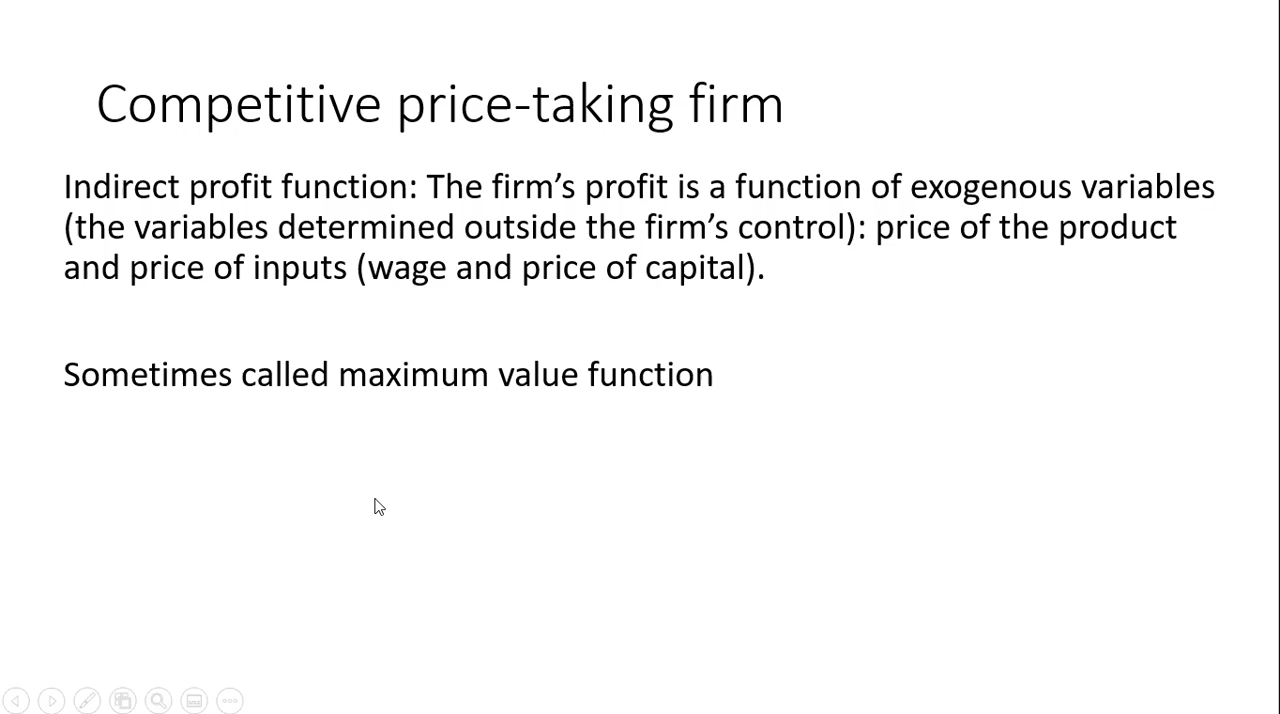 Competitive price-taking firm
Indirect profit function: The firm’s profit is a function of exogenous variables
(the variables determined outside the firm’s control): price of the product
and price of inputs (wage and price of capital).
Sometimes called maximum value function